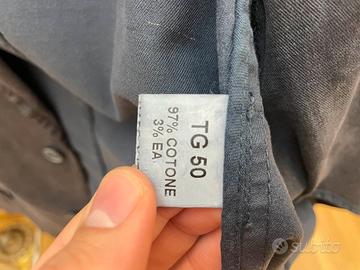 TG 50
97% COTONE
3% EA
subito